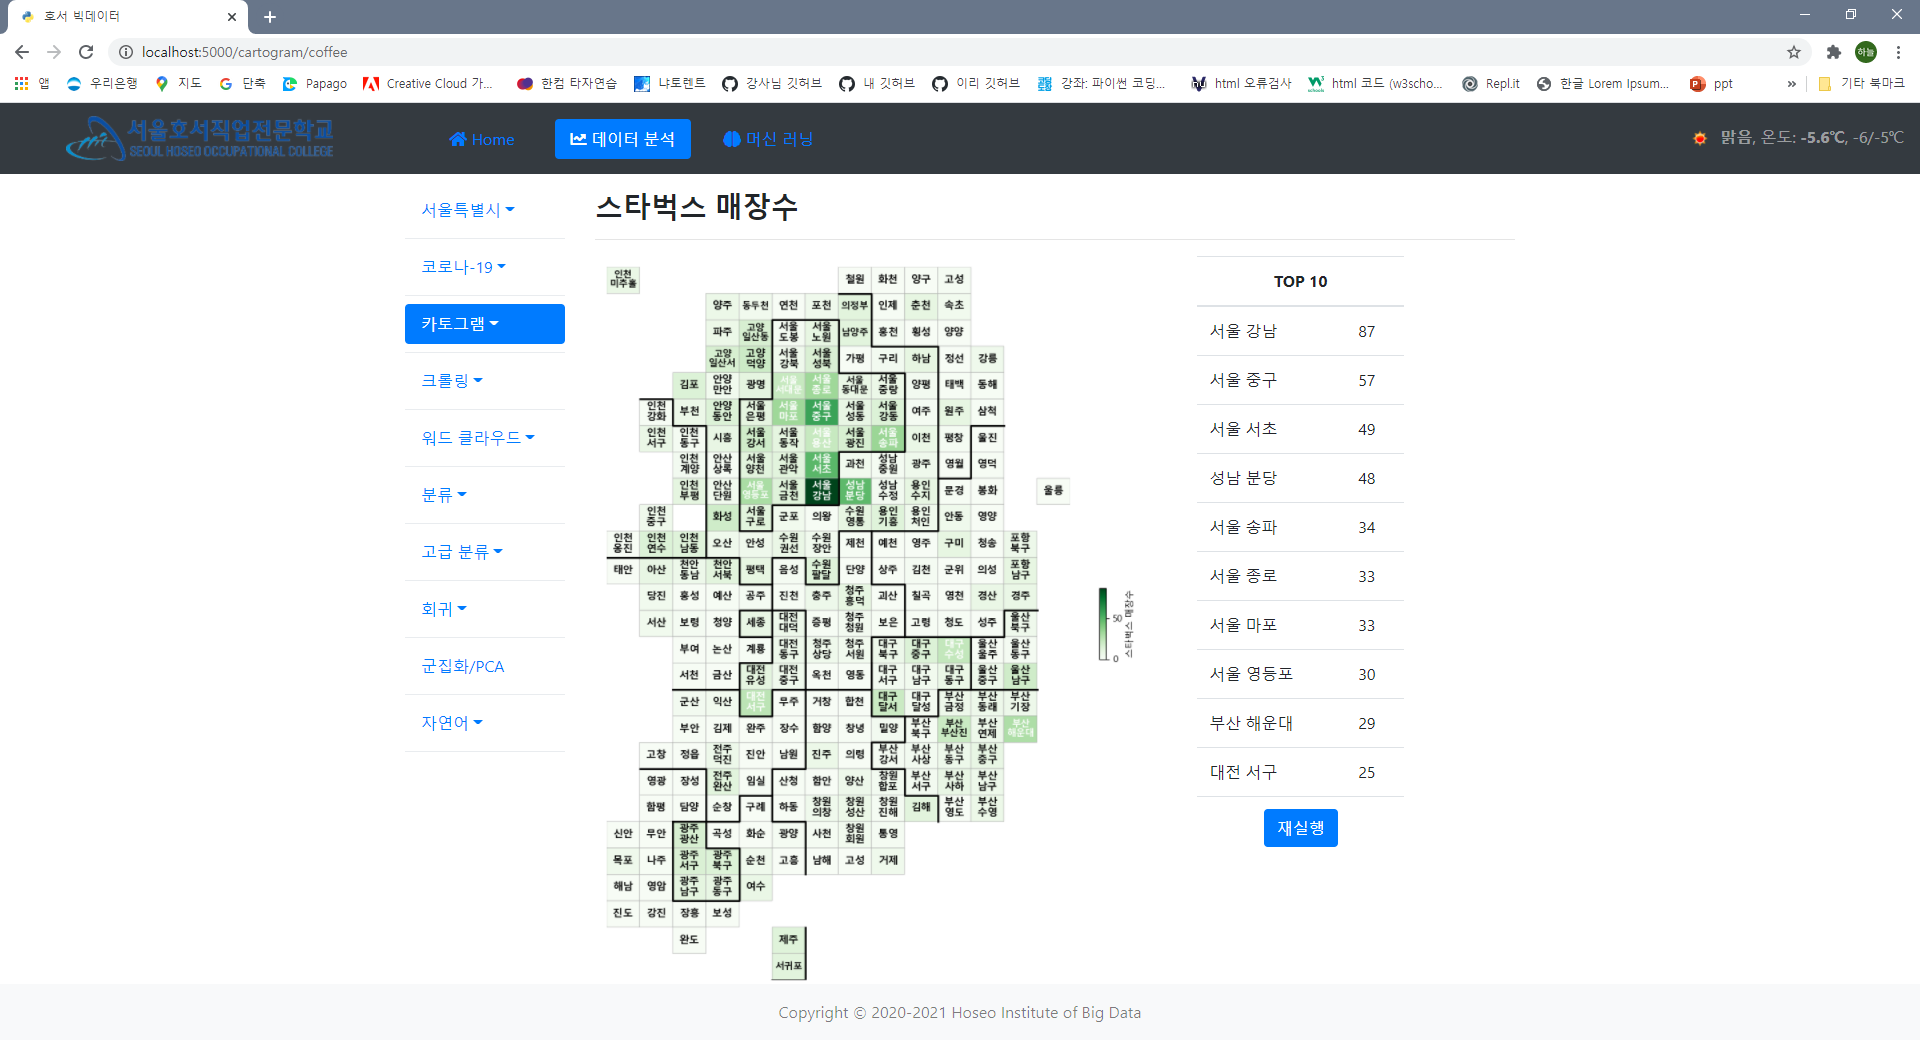 호서 빅데이터
localhost:5000/cartogram/coffee
하늘
앱 우리은행 지도 단축 Papago Creative Cloud 가... 한컴 타자연습 냐토렌트 강사님 깃허브 내 깃허브 이리 깃허브 강좌: 파이썬 코딩... html 오류검사 html 코드 (w3scho... Repl.it 한글 Lorem Ipsum... ppt » 기타 북마크
서울호서직업전문학교
SEOUL HOSEO OCCUPATIONAL COLLEGE
Home 데이터 분석 머신 러닝
맑음, 온도: -5.6℃, -6/-5℃
서울특별시
코로나-19
카토그램
크롤링
워드 클라우드
분류
고급 분류
회귀
군집화/PCA
자연어
스타벅스 매장수
인천 미추홀 철원 화천 양구 고성
양주 동두천 연천 포천 의정부 인제 춘천 속초
파주 고양 일산동 서울 도봉 서울 노원 남양주 홍천 횡성 양양
고양 일산서 고양 덕양 서울 강북 서울 성북 가평 구리 하남 정선 강릉
김포 안양 만안 광명 서울 서대문 서울 종로 서울 동대문 서울 중랑 양평 태백 동해
인천 강화 부천 안양 동안 서울 은평 서울 마포 서울 중구 서울 성동 서울 강동 여주 원주 삼척
인천 서구 인천 동구 시흥 서울 강서 서울 동작 서울 용산 서울 광진 서울 송파 이천 평창 울진
인천 계양 안산 상록 서울 양천 서울 관악 서울 서초 과천 성남 중원 광주 영월 영덕
인천 부평 안산 단원 서울 영등포 서울 금천 서울 강남 성남 분당 성남 수정 용인 수지 문경 봉화 울릉
인천 중구 화성 서울 구로 군포 의왕 수원 영통 용인 기흥 용인 처인 안동 영양
인천 옹진 인천 연수 인천 남동 오산 안성 수원 권선 수원 장안 제천 예천 영주 구미 청송 포항 북구
태안 아산 천안 동남 천안 서북 평택 음성 수원 팔달 단양 상주 김천 군위 의성 포항 남구
당진 홍성 예산 공주 진천 충주 청주 흥덕 괴산 칠곡 영천 경산 경주
서산 보령 청양 세종 대전 대덕 증평 청주 청원 보은 고령 청도 성주 울산 북구
부여 논산 계룡 대전 동구 청주 상당 청주 서원 대구 북구 대구 중구 대구 수성 울산 울주 울산 동구
서천 금산 대전 유성 대전 중구 옥천 영동 대구 서구 대구 남구 대구 동구 울산 중구 울산 남구
군산 익산 대전 서구 무주 거창 합천 대구 달서 대구 달성 부산 금정 부산 동래 부산 기장
부안 김제 완주 장수 함양 창녕 밀양 부산 북구 부산 부산진 부산 연제 부산 해운대
고창 정읍 전주 덕진 진안 남원 진주 의령 부산 강서 부산 사상 부산 동구 부산 중구
영광 장성 전주 완산 임실 산청 함안 양산 창원 합포 부산 서구 부산 사하 부산 남구
함평 담양 순창 구례 하동 창원 의창 창원 성산 창원 진해 김해 부산 영도 부산 수영
신안 무안 광주 광산 곡성 화순 광양 사천 창원 회원 통영
목포 나주 광주 서구 광주 북구 순천 고흥 남해 고성 거제
해남 영암 광주 남구 광주 동구 여수
진도 강진 장흥 보성
완도 제주
서귀포
50
0
스타벅스 매장수
TOP 10
서울 강남 87
서울 중구 57
서울 서초 49
성남 분당 48
서울 송파 34
서울 종로 33
서울 마포 33
서울 영등포 30
부산 해운대 29
대전 서구 25
재실행
Copyright © 2020-2021 Hoseo Institute of Big Data